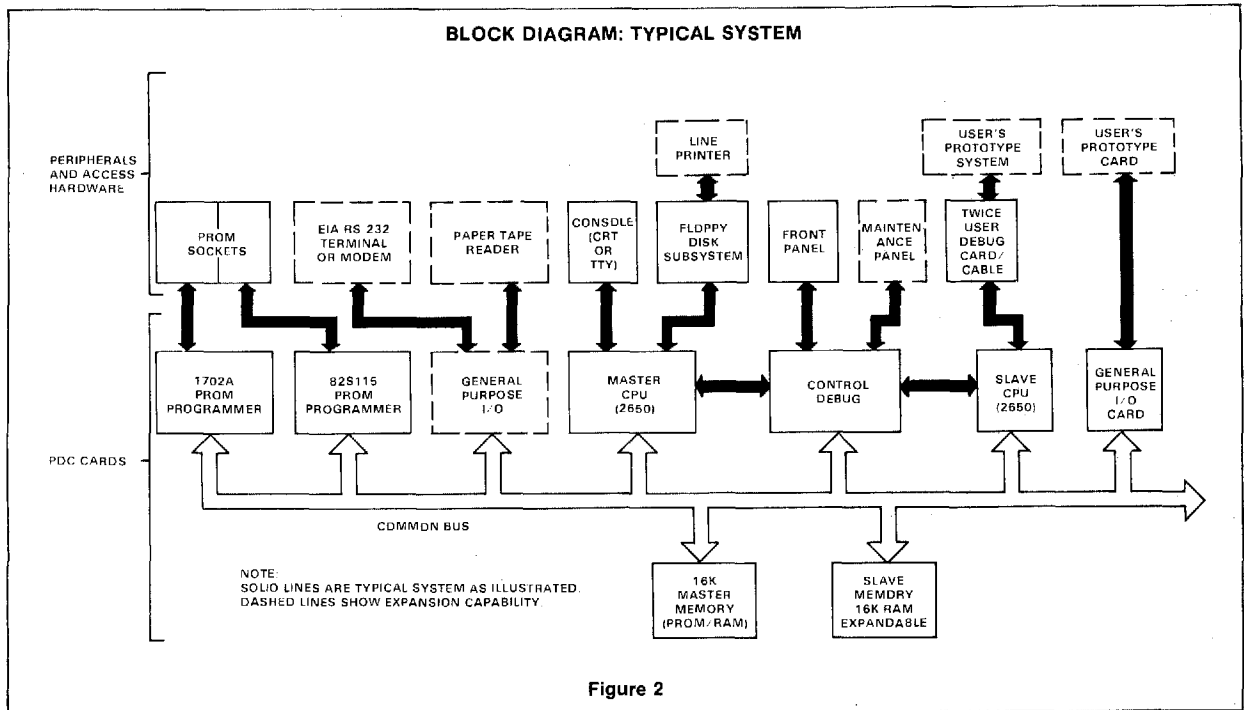 BLOCK DIAGRAM: TYPICAL SYSTEM
PERIPHERALS
AND ACCESS
HARDWARE
LINE
PRINTER
USER'S
PROTOTYPE
SYSTEM
USER'S
PROTOTYPE
CARD
PROM
SOCKETS
EIA RS 232
TERMINAL
OR MODEM
PAPER TAPE
READER
CONSOLE
(CRT
OR
TTY)
FLOPPY
DISK
SUBSYSTEM
FRONT
PANEL
MAINTEN
ANCE
PANEL
TWICE
USER
DEBUG
CARD/
CABLE
PDC CARDS
1702A
PROM
PROGRAMMER
82S115
PROM
PROGRAMMER
GENERAL
PURPOSE
I/O
MASTER
CPU
(2650)
CONTROL
DEBUG
SLAVE
CPU
(2650)
GENERAL
PURPOSE
I/O
CARD
COMMON BUS
NOTE:
SOLID LINES ARE TYPICAL SYSTEM AS ILLUSTRATED.
DASHED LINES SHOW EXPANSION CAPABILITY.
16K
MASTER
MEMORY
(PROM/RAM)
SLAVE
MEMORY
16K RAM
EXPANDABLE
Figure 2